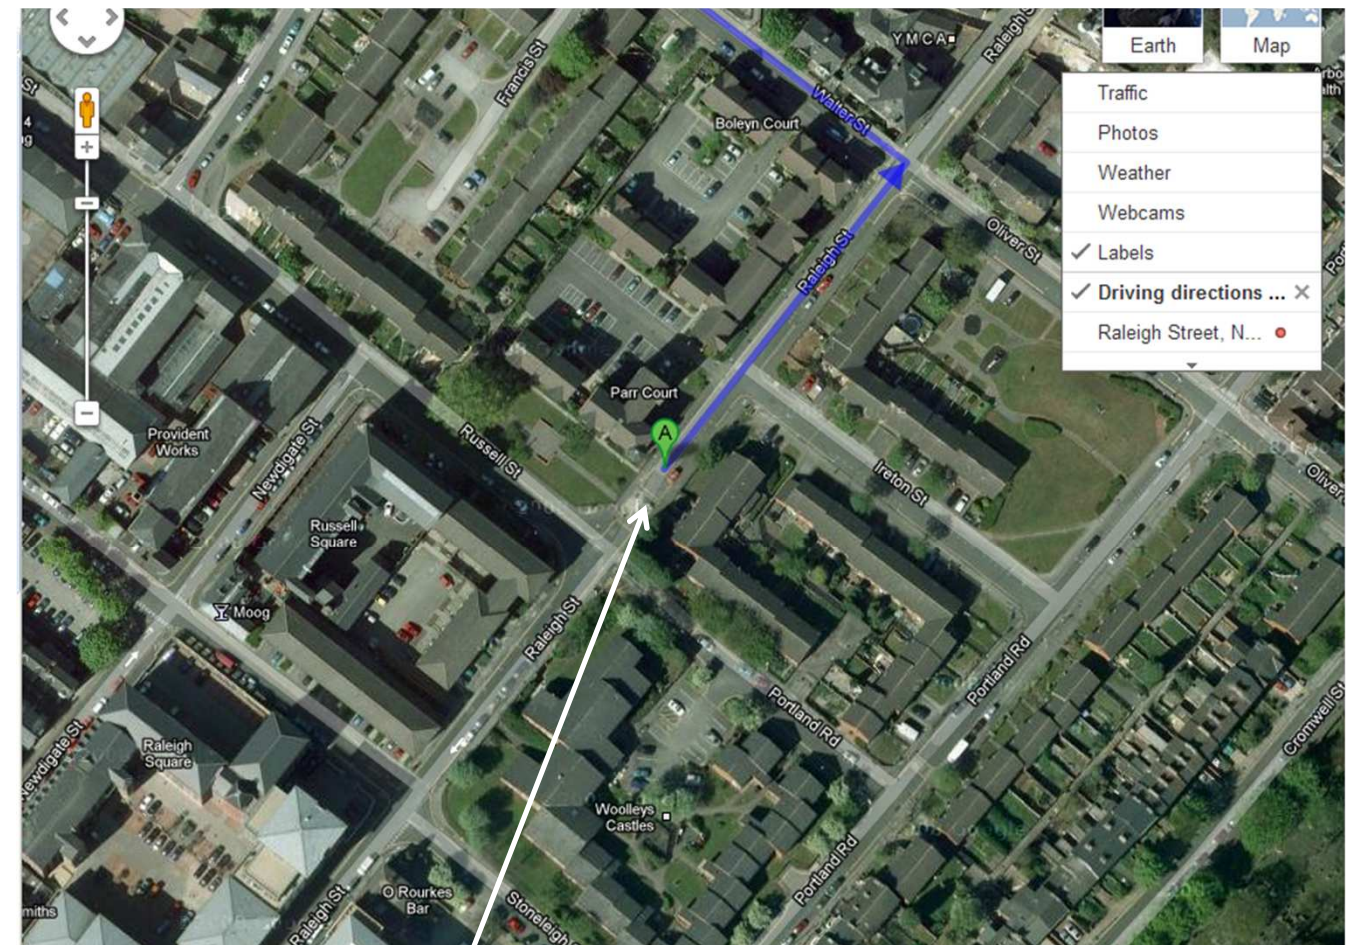 YMCA
Raleigh S
Earth
Map
Traffic
Photos
Weather
Webcams
Labels
Driving directions ...
Raleigh Street, N...
St
4
Francis St
Walter St
Boleyn Court
Oliver St
Raleigh St
Parr Court
Provident
Works
Newdigate St
Russell St
A
Ireton St
Oliver
Russell
Square
Moog
Raleigh St
Portland Rd
Portland Rd
Cromwell St
Newdigate St
Raleigh
Square
Woolleys
Castles
Portland Rd
O Rourkes
Bar
Raleigh St
Stoneleigh
miths